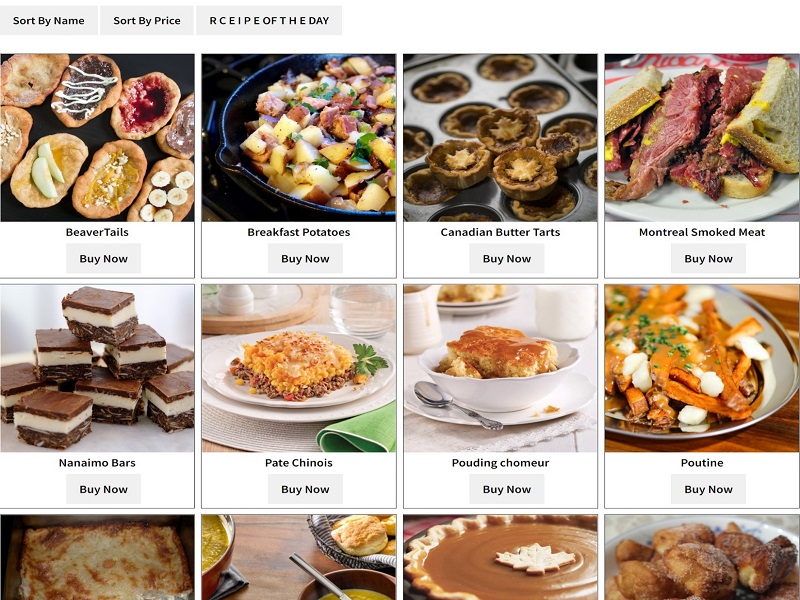 Sort By Name
Sort By Price
R C E I P E O F T H E DAY
BeaverTails
Breakfast Potatoes
Canadian Butter Tarts
Montreal Smoked Meat
Buy Now
Buy Now
Buy Now
Buy Now
Nanaimo Bars
Pate Chinois
Pouding chomeur
Poutine
Buy Now
Buy Now
Buy Now
Buy Now